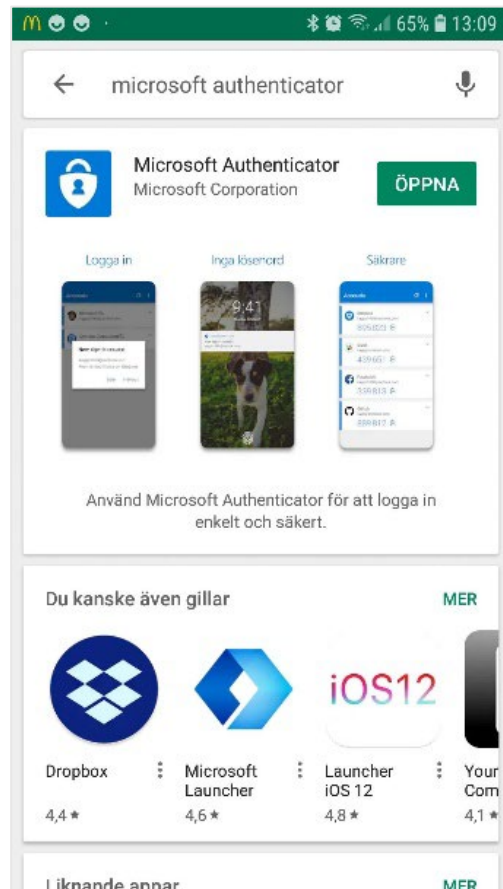 65% 13:09
microsoft authenticator
Microsoft Authenticator
Microsoft Corporation
ÖPPNA
Logga in
Inga lösenord
Säkrare
9:41
Använd Microsoft Authenticator för att logga in
enkelt och säkert.
Du kanske även gillar
MER
iOS12
Dropbox
Microsoft
Launcher
Launcher
iOS 12
Your
Com
4,4 ★
4,6 ★
4,8 ★
4,1 ★
Liknande appar
MER